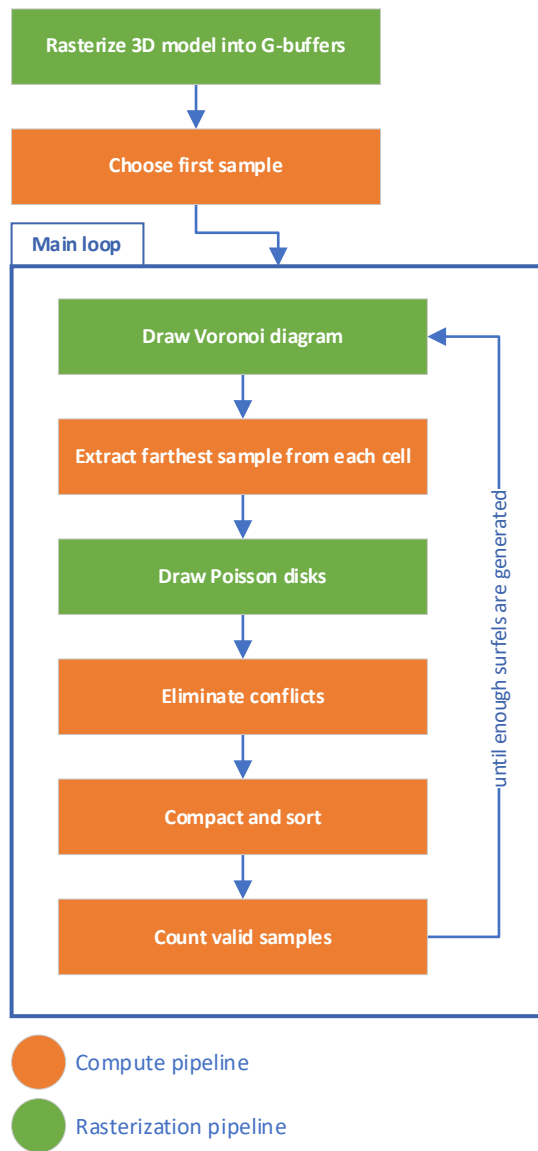 Rasterize 3D model into G-buffers
Choose first sample
Main loop
Draw Voronoi diagram
Extract farthest sample from each cell
Draw Poisson disks
Eliminate conflicts
Compact and sort
Count valid samples
until enough surfels are generated
Compute pipeline
Rasterization pipeline